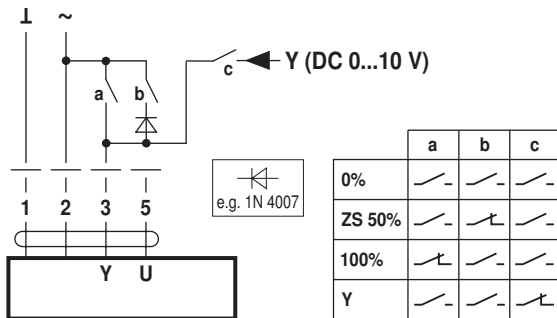 ⊥ ~
a b c Y (DC 0...10 V)
e.g. 1N 4007
1 2 3 5
Y U
a b c
0%
ZS 50%
100%
Y